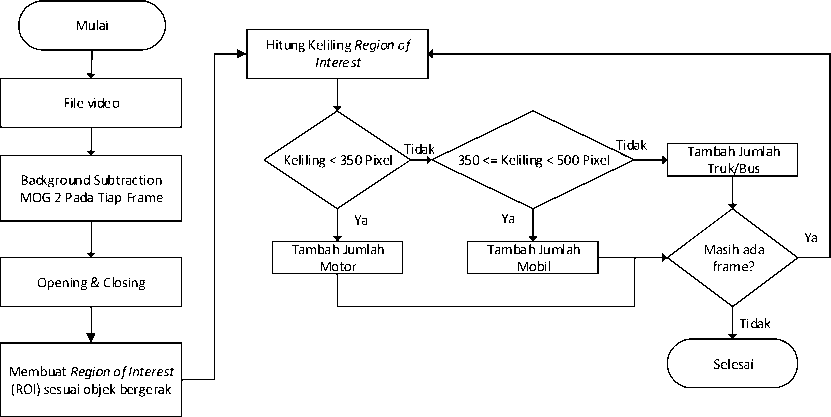 Mulai
File video
Background Subtraction
MOG 2 Pada Tiap Frame
Opening & Closing
Membuat Region of Interest
(ROI) sesuai objek bergerak
Hitung Keliling Region of
Interest
Keliling < 350 Pixel
Tidak
350 <= Keliling < 500 Pixel
Tidak
Tambah Jumlah
Truk/Bus
Ya
Tambah Jumlah
Motor
Ya
Tambah Jumlah
Mobil
Masih ada
frame?
Ya
Tidak
Selesai